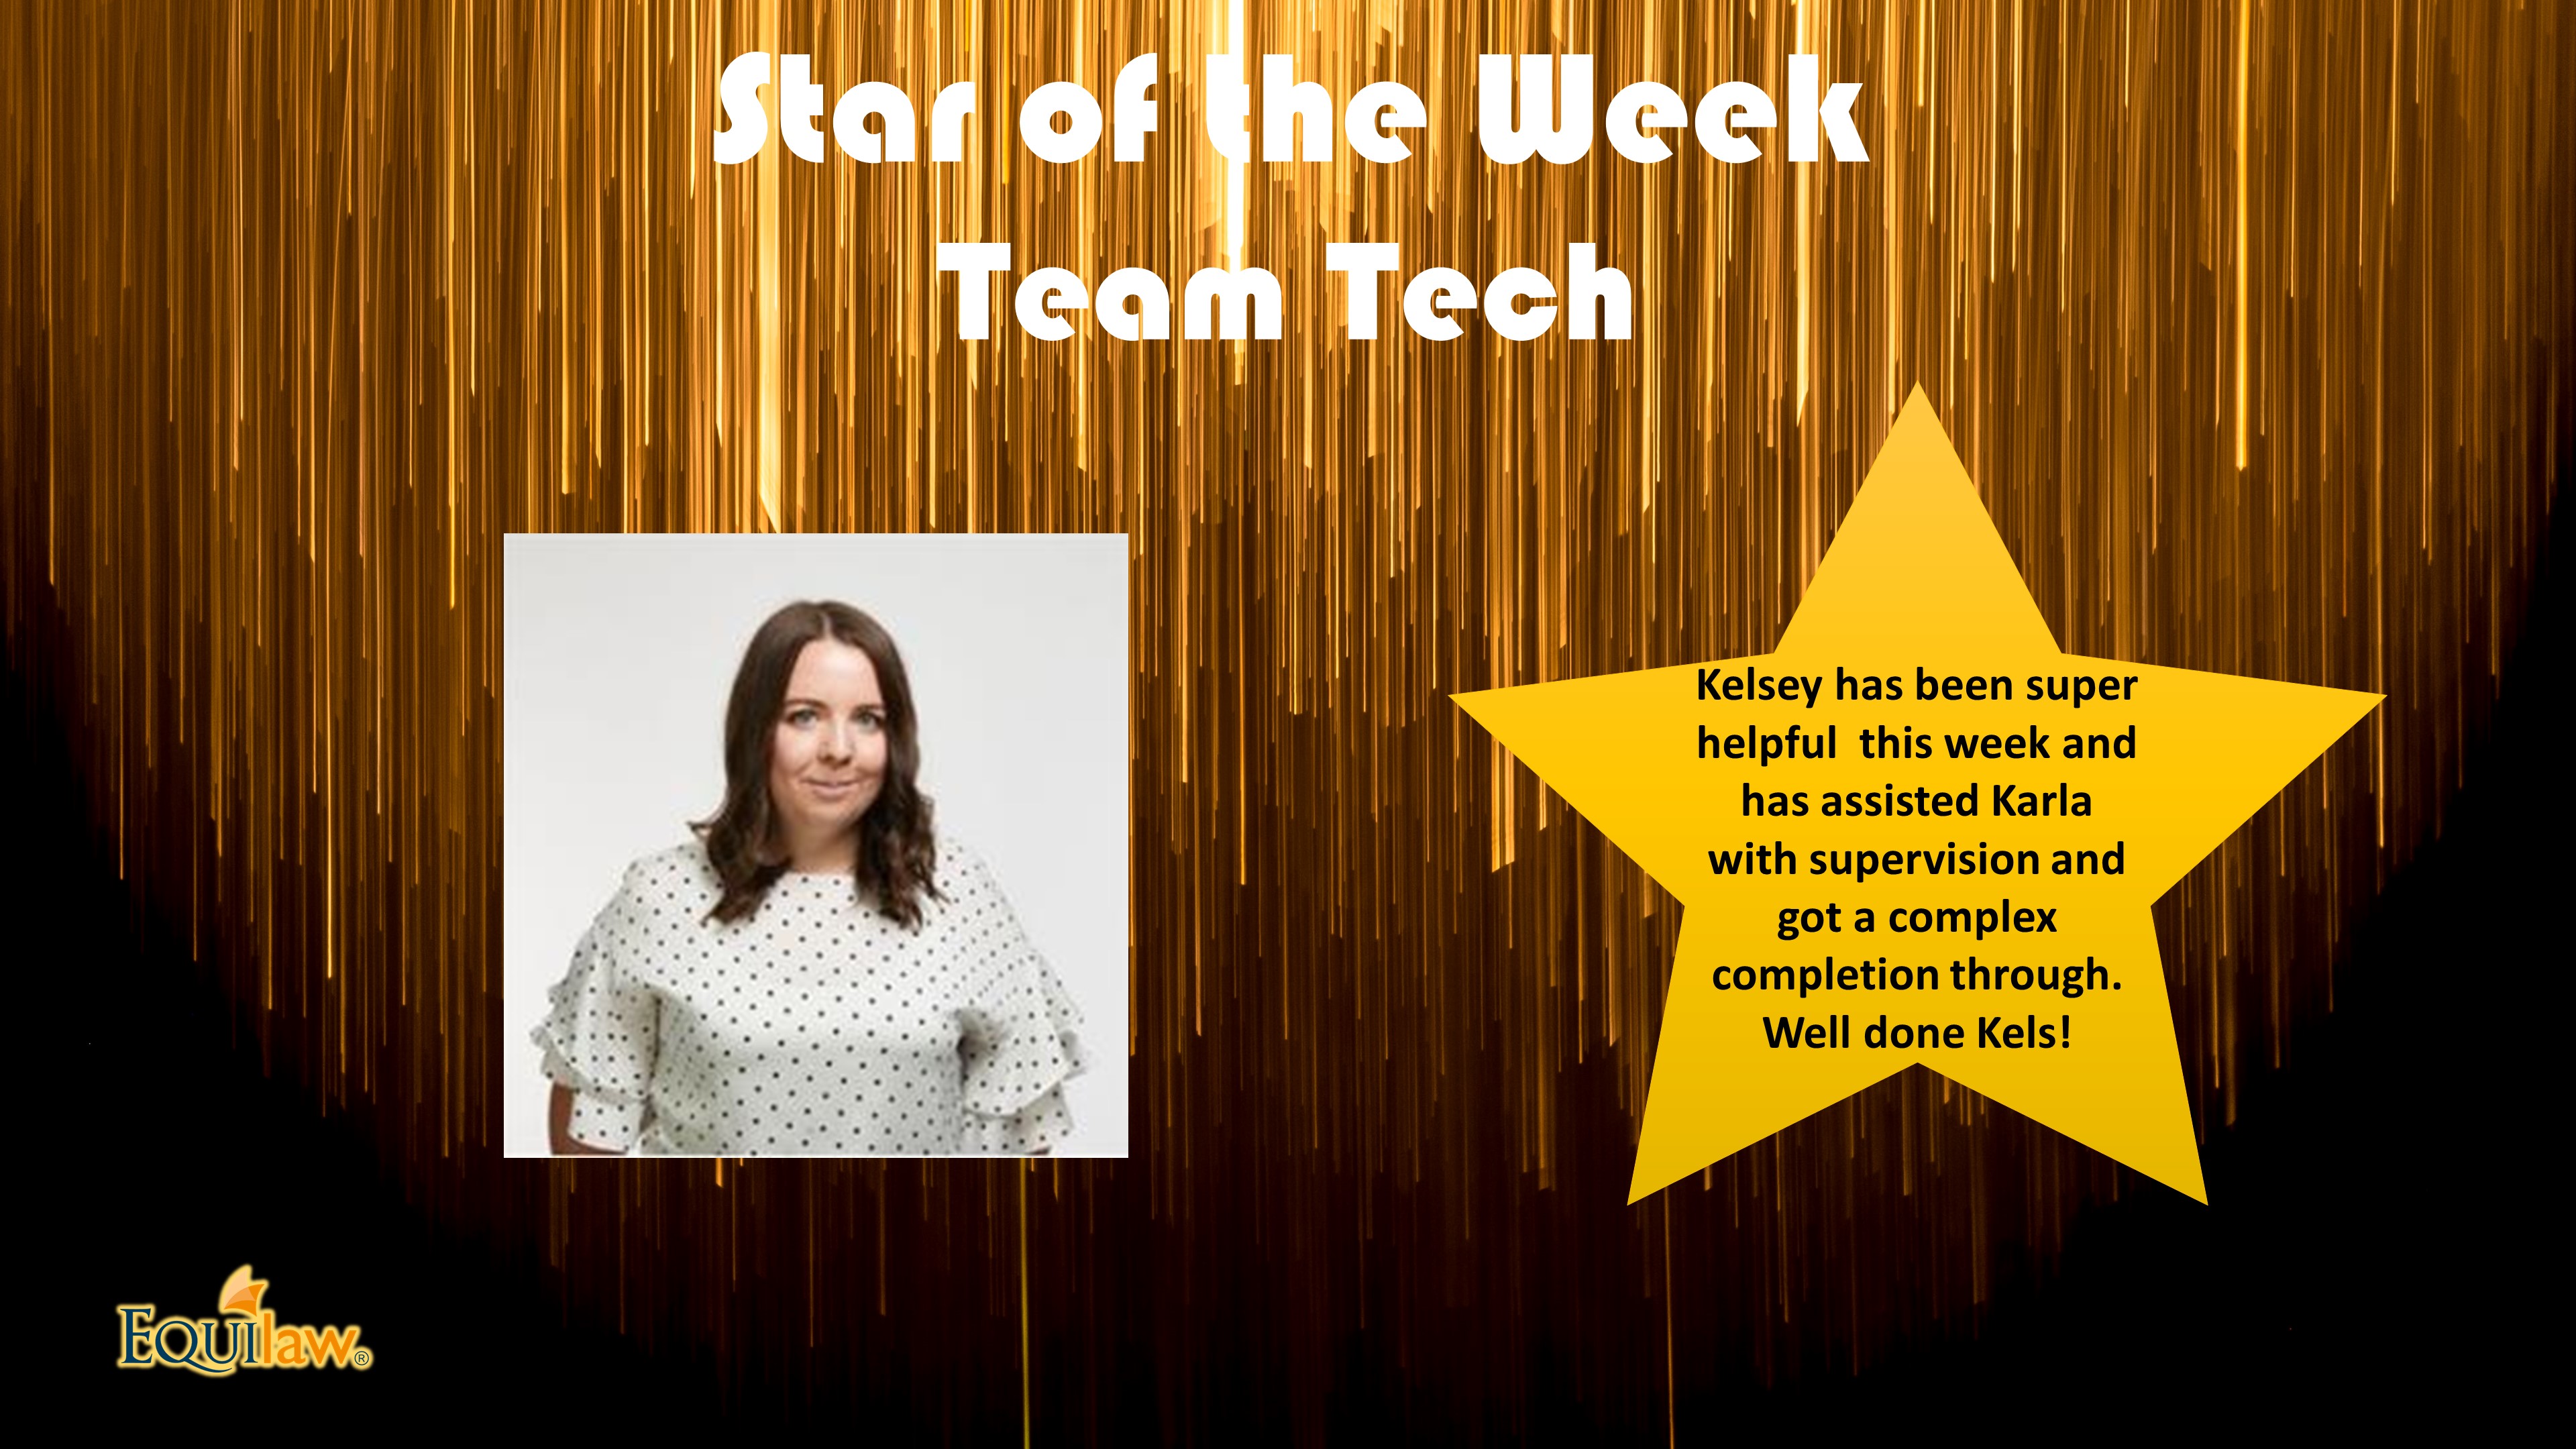 Star of the Week
Team Tech
Kelsey has been super
helpful  this week and
has assisted Karla
with supervision and
got a complex
completion through.
Well done Kels!
EQUIlaw®